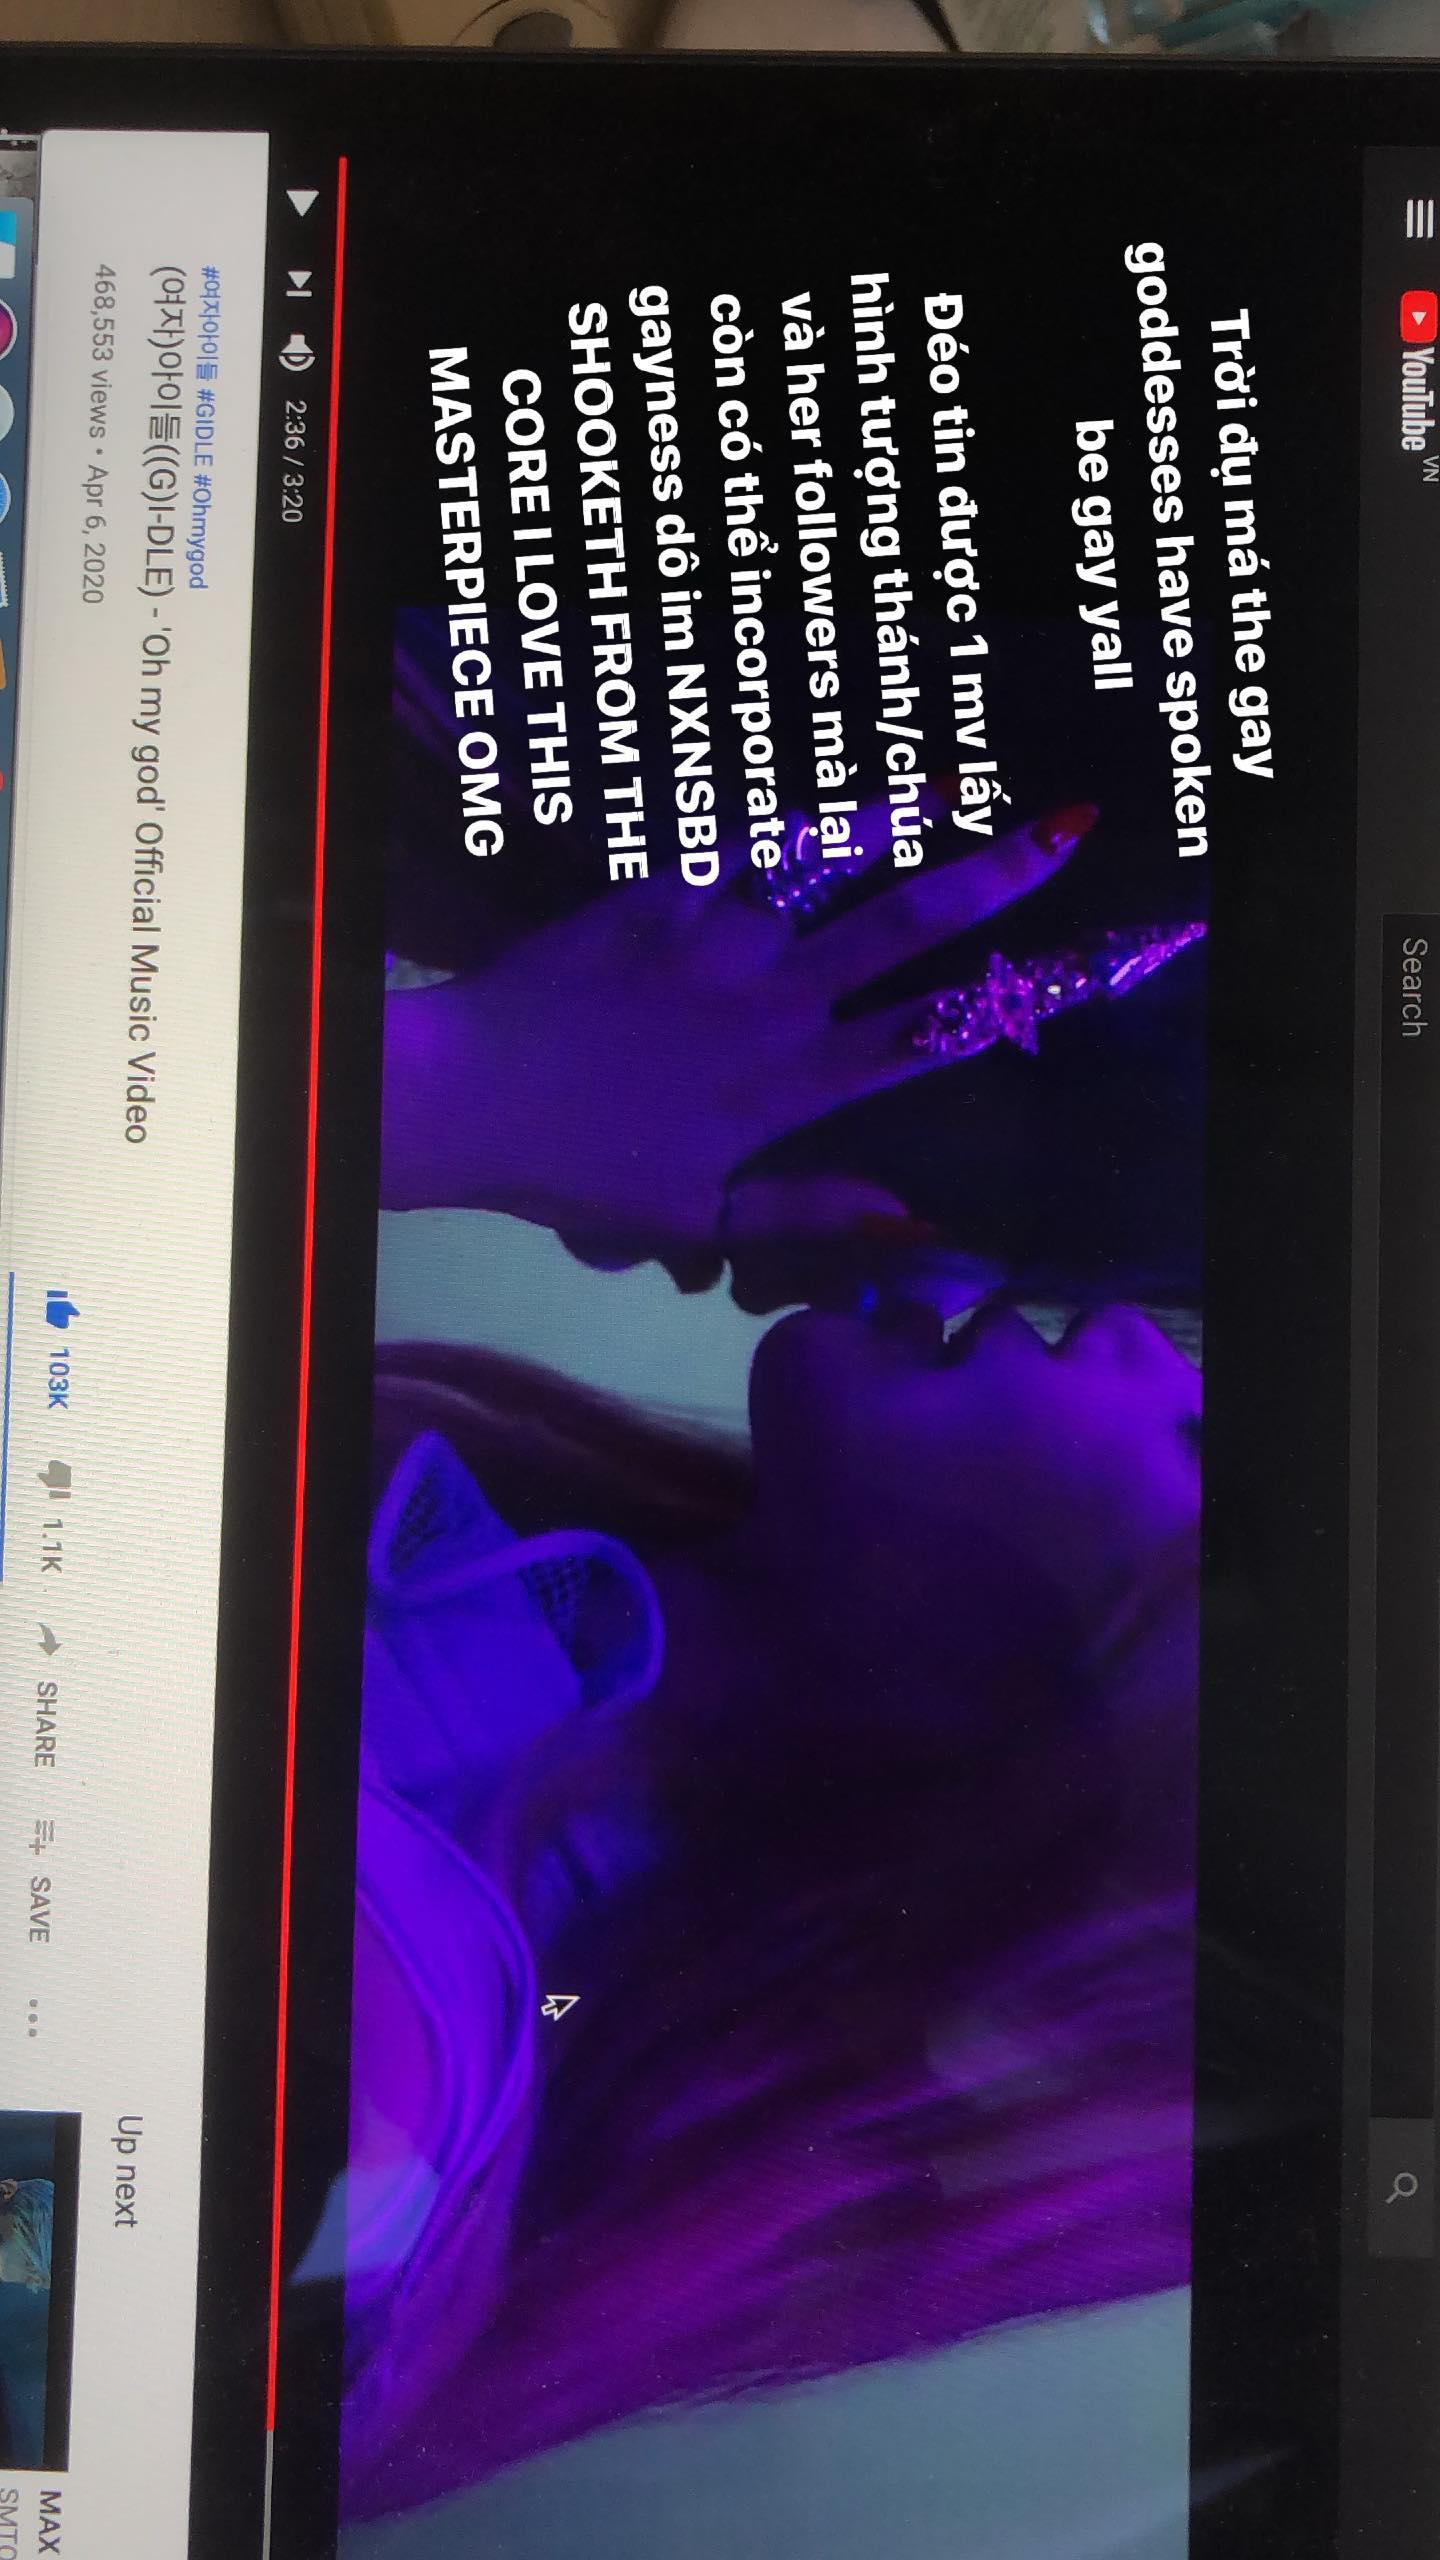 YouTube VN
Search
Trời đụ má the gay
goddesses have spoken
be gay yall
Đéo tin được 1 mv lấy
hình tượng thánh/chúa
và her followers mà lại
còn có thể incorporate
gayness dô im NXNSBD
SHOOKETH FROM THE
CORE I LOVE THIS
MASTERPIECE OMG
2:36 / 3:20
#여자아이들 #GIDLE #Ohmygod
(여자)아이들((G)I-DLE) - 'Oh my god' Official Music Video
468,553 views • Apr 6, 2020
103K 1.1K SHARE SAVE
Up next
MAX